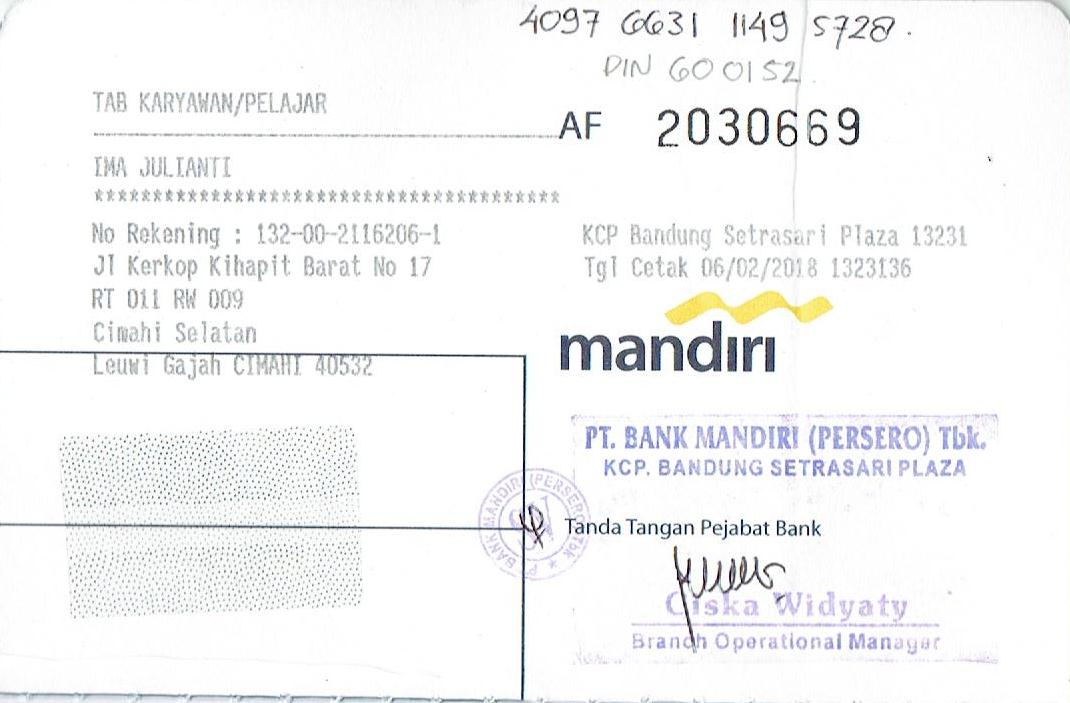 4097 6631 1149 5728.
PIN 600152
TAB KARYAWAN/PELAJAR
AF 2030669
IMA JULIANTI
****************************************
No Rekening : 132-00-2116206-1
KCP Bandung Setrasari Plaza 13231
Jl Kerkop Kihapit Barat No 17
Tgl Cetak 06/02/2018 1323136
RT 011 RW 009
Cimahi Selatan
Leuwi Gajah CIMAHI 40532
mandiri
PT. BANK MANDIRI (PERSERO) Tbk.
KCP. BANDUNG SETRASARI PLAZA
BANK MANDIRI (PERSERO) Tbk
Tanda Tangan Pejabat Bank
Ciska Widyaty
Branch Operational Manager